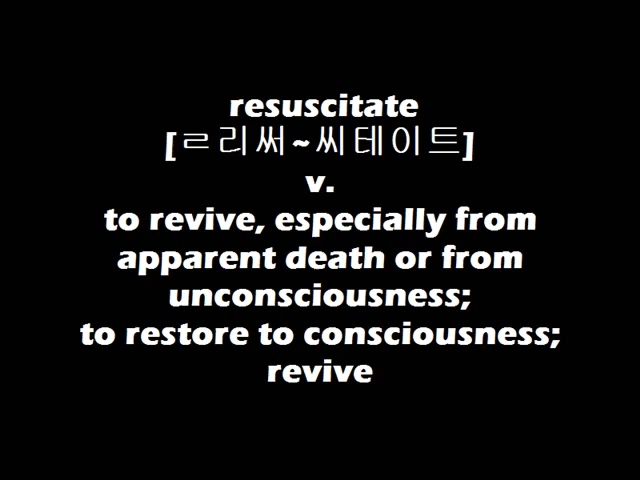 resuscitate
[ㄹ리써~씨테이트]
v.
to revive, especially from
apparent death or from
unconsciousness;
to restore to consciousness;
revive